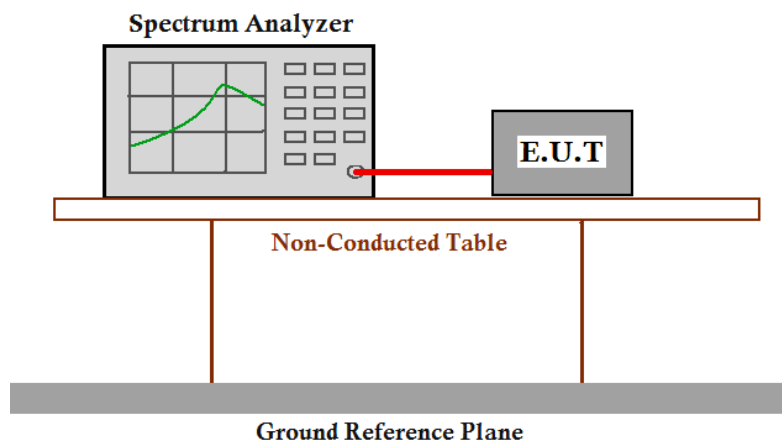 Spectrum Analyzer
E.U.T
Non-Conducted Table
Ground Reference Plane